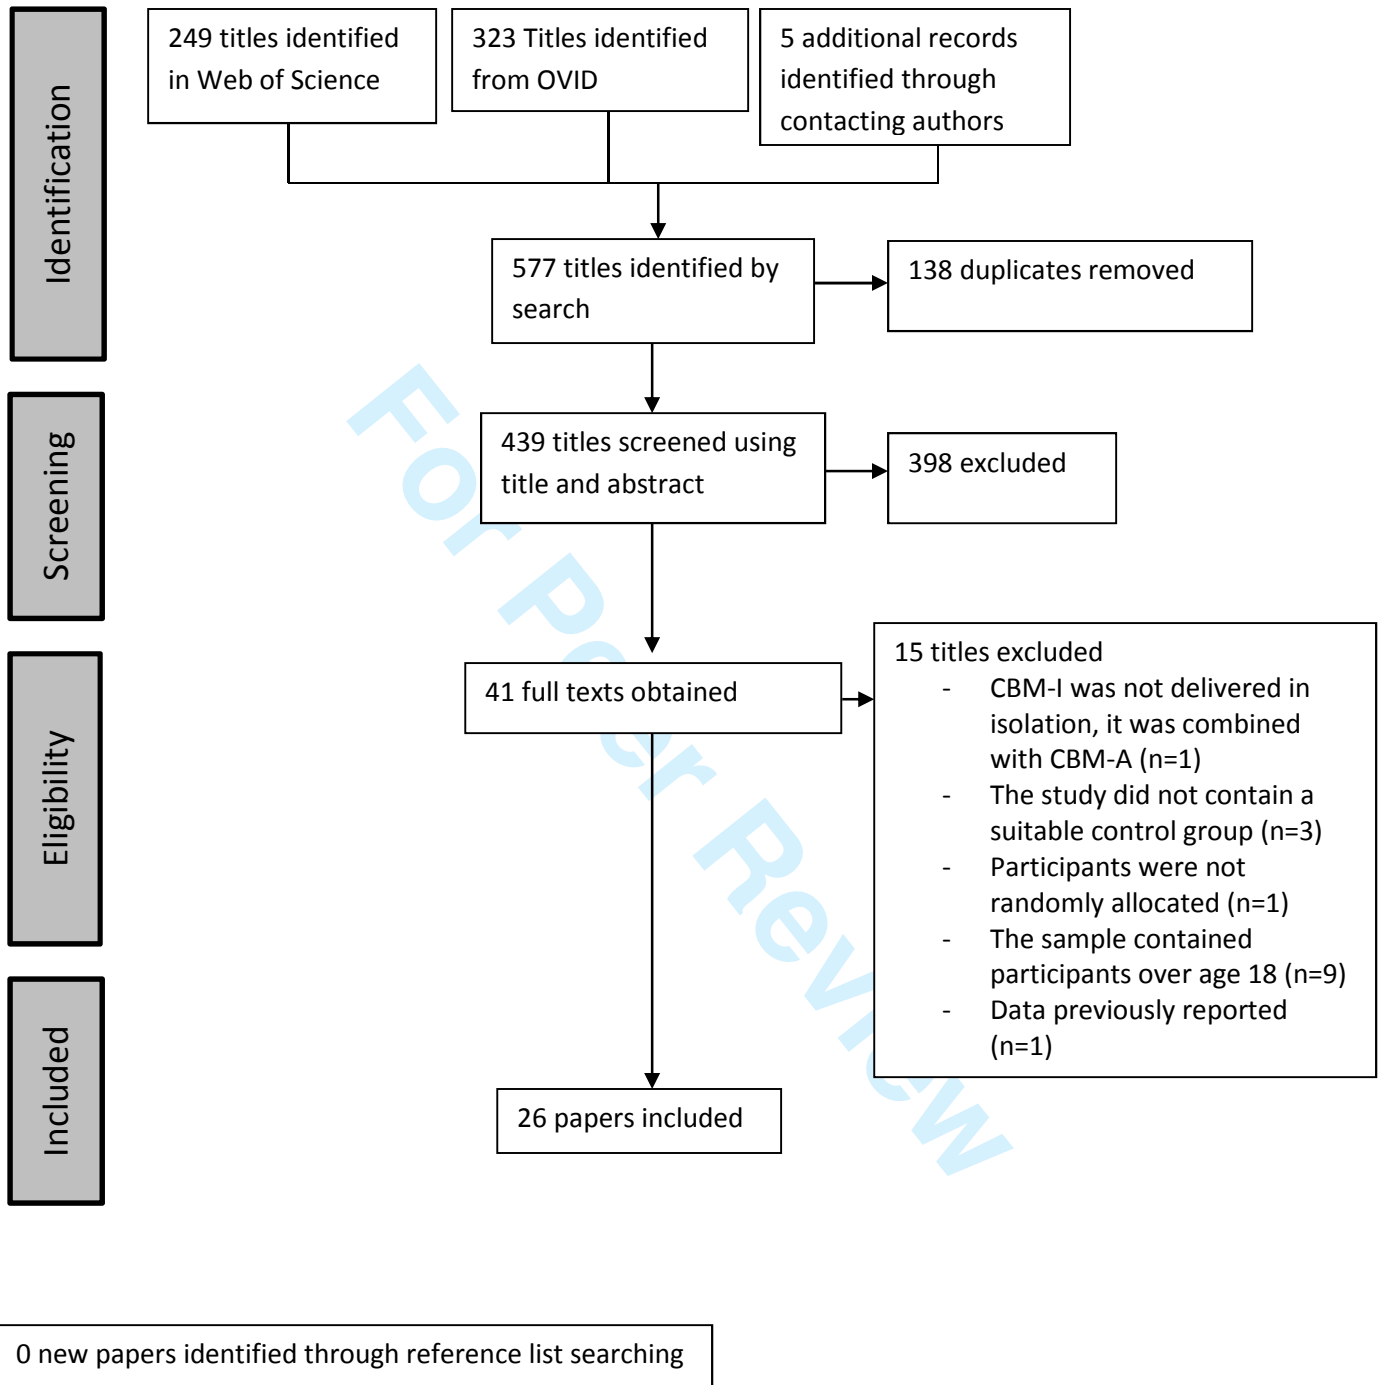 Identification
249 titles identified
in Web of Science
323 Titles identified
from OVID
5 additional records
identified through
contacting authors
577 titles identified by
search
138 duplicates removed
Screening
439 titles screened using
title and abstract
398 excluded
Eligibility
41 full texts obtained
15 titles excluded
- CBM-I was not delivered in
isolation, it was combined
with CBM-A (n=1)
- The study did not contain a
suitable control group (n=3)
- Participants were not
randomly allocated (n=1)
- The sample contained
participants over age 18 (n=9)
- Data previously reported
(n=1)
Included
26 papers included
0 new papers identified through reference list searching
For Peer Review